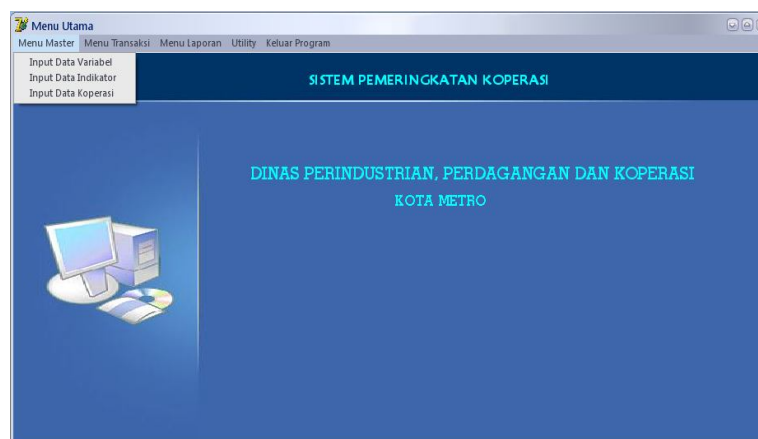 Menu Utama
Menu Master Menu Transaksi Menu Laporan Utility Keluar Program
Input Data Variabel
Input Data Indikator
Input Data Koperasi
SISTEM PEMERINGKATAN KOPERASI
DINAS PERINDUSTRIAN, PERDAGANGAN DAN KOPERASI
KOTA METRO